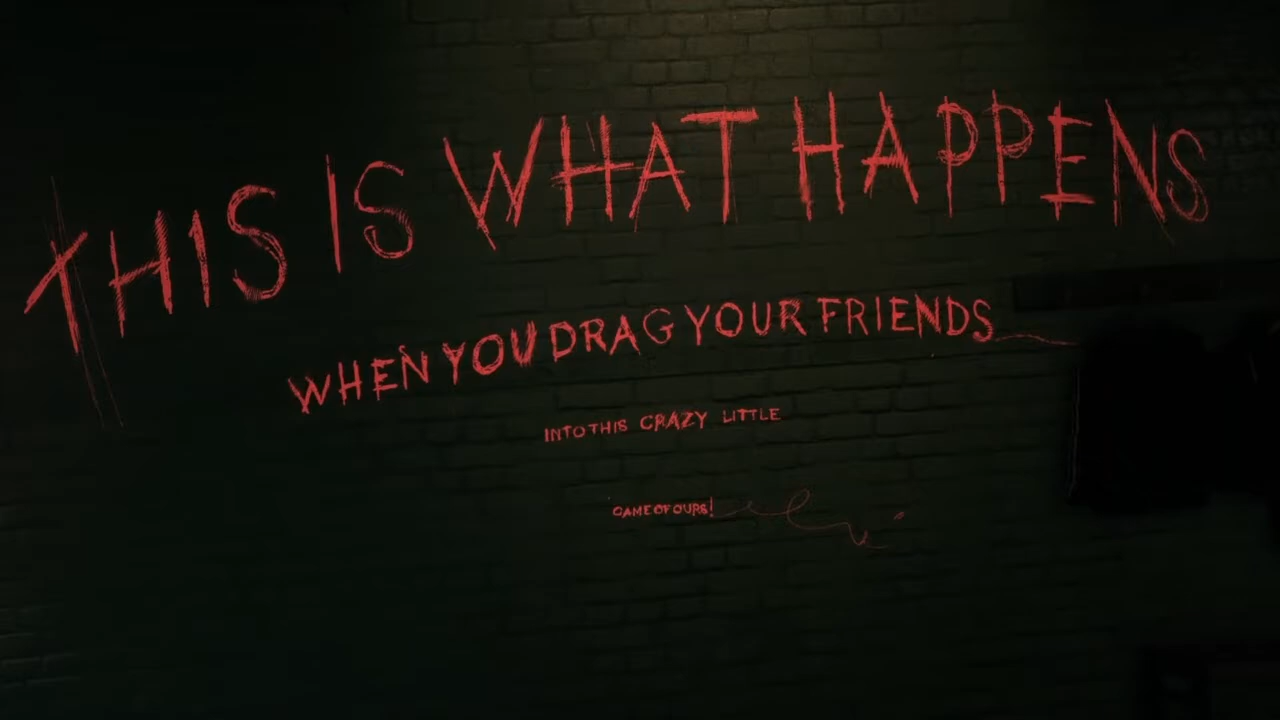 THIS IS WHAT HAPPENS
WHEN YOU DRAG YOUR FRIENDS
INTO THIS CRAZY LITTLE
GAME OF OURS!